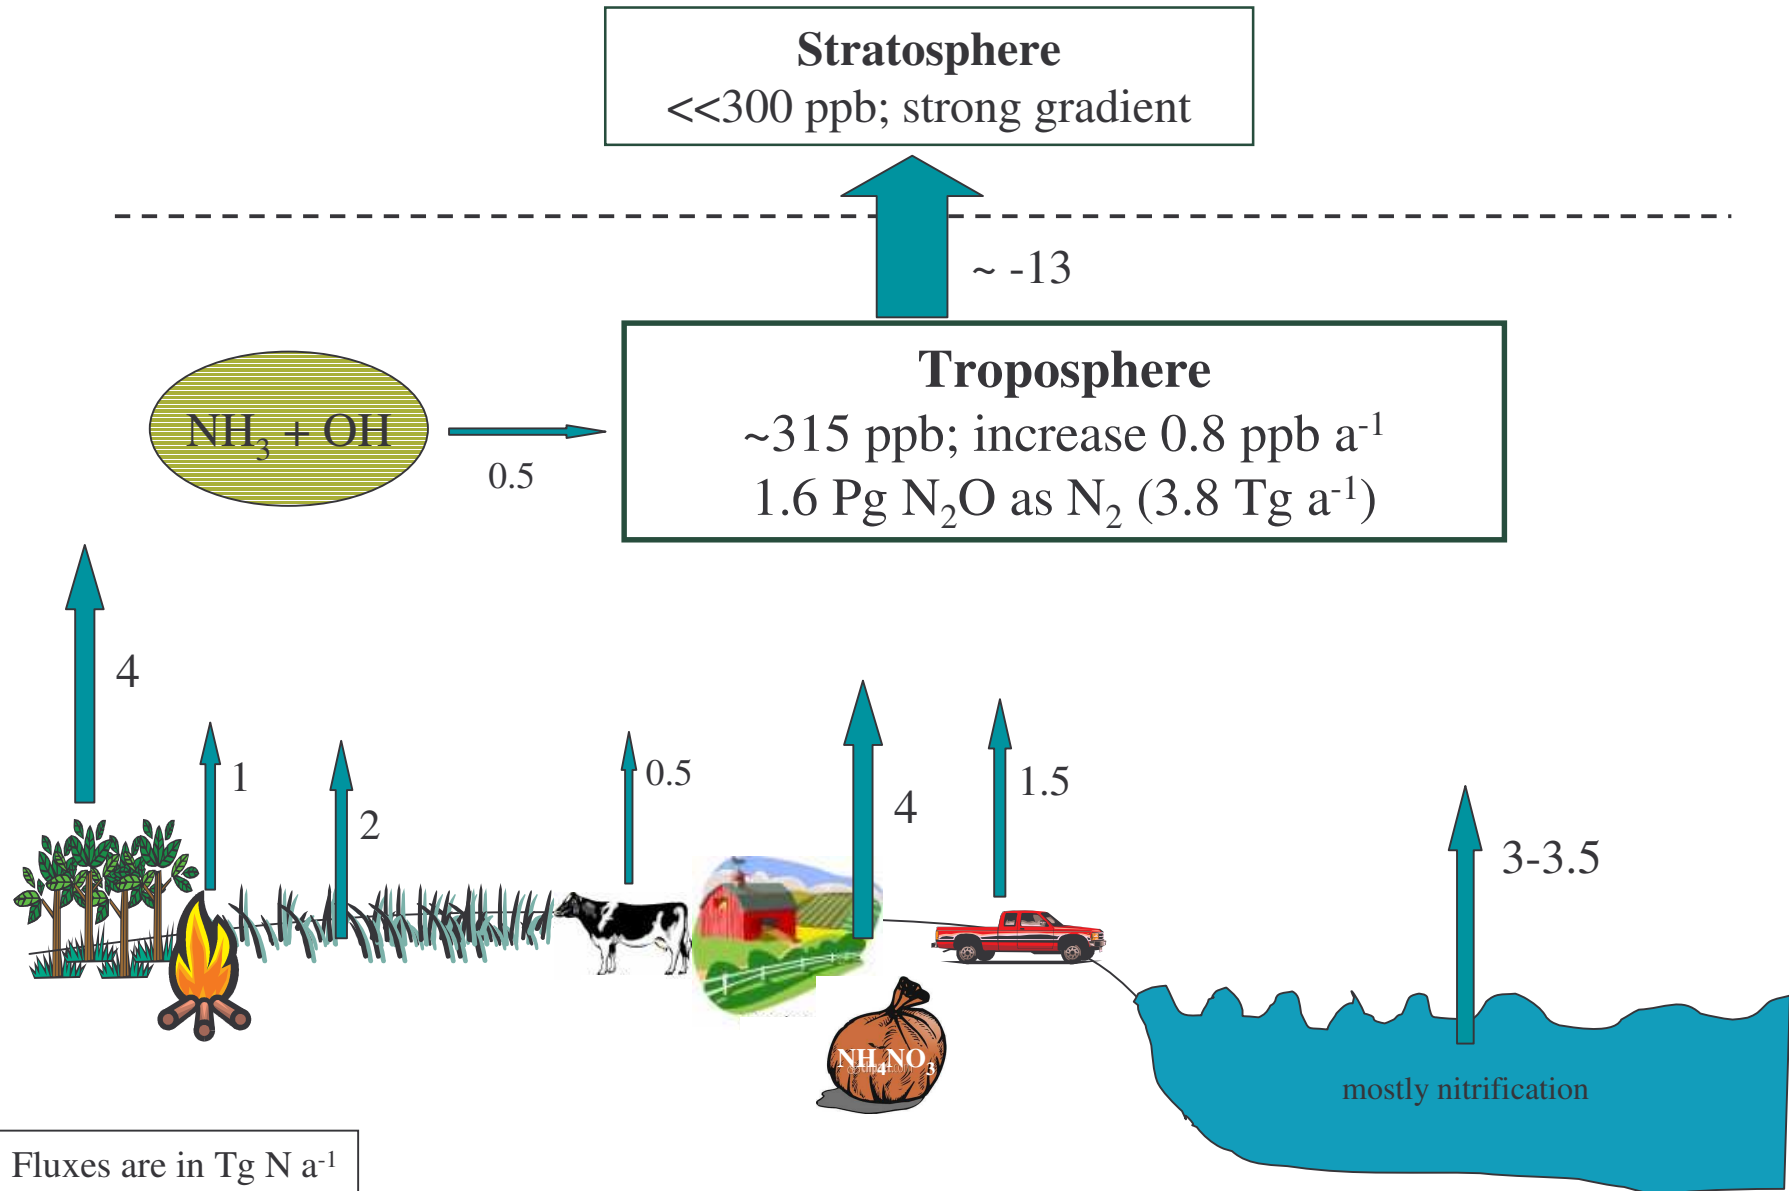 Stratosphere
<<300 ppb; strong gradient
~ -13
Troposphere
~315 ppb; increase 0.8 ppb a⁻¹
1.6 Pg N₂O as N₂ (3.8 Tg a⁻¹)
NH₃ + OH
0.5
4
1
2
0.5
4
1.5
3-3.5
NH₄NO₃
mostly nitrification
Fluxes are in Tg N a⁻¹